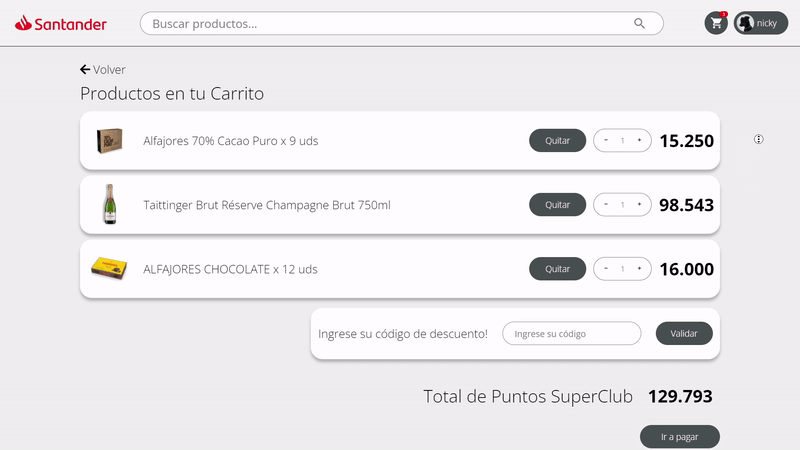 Santander
Buscar productos...
nicky
Volver
Productos en tu Carrito
Alfajores 70% Cacao Puro x 9 uds
Quitar
- 1 +
15.250
Taittinger Brut Réserve Champagne Brut 750ml
Quitar
- 1 +
98.543
ALFAJORES CHOCOLATE x 12 uds
Quitar
- 1 +
16.000
Ingrese su código de descuento!
Ingrese su código
Validar
Total de Puntos SuperClub 129.793
Ir a pagar